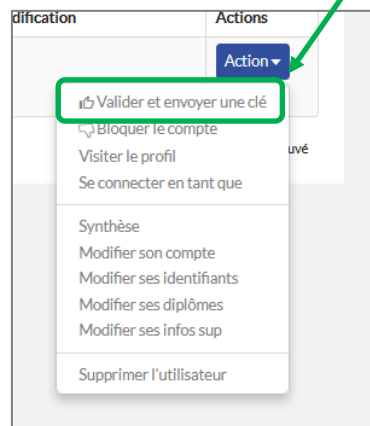 dification Actions
Action
Valider et envoyer une clé
Bloquer le compte
Visiter le profil
uvé
Se connecter en tant que
Synthèse
Modifier son compte
Modifier ses identifiants
Modifier ses diplômes
Modifier ses infos sup
Supprimer l'utilisateur